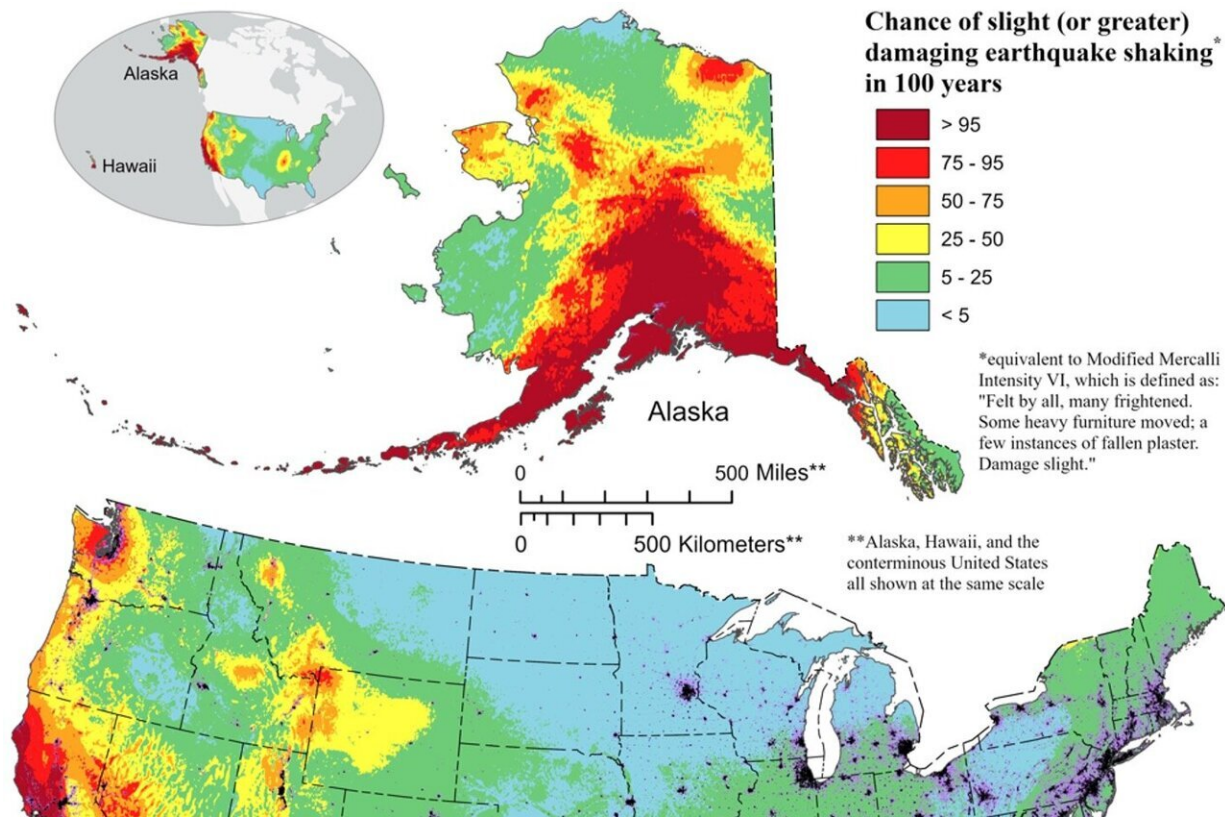 Chance of slight (or greater)
damaging earthquake shaking*
in 100 years
Alaska
Hawaii
> 95
75 - 95
50 - 75
25 - 50
5 - 25
< 5
*equivalent to Modified Mercalli
Intensity VI, which is defined as:
"Felt by all, many frightened.
Some heavy furniture moved; a
few instances of fallen plaster.
Damage slight."
Alaska
0 500 Miles**
0 500 Kilometers**
**Alaska, Hawaii, and the
conterminous United States
all shown at the same scale